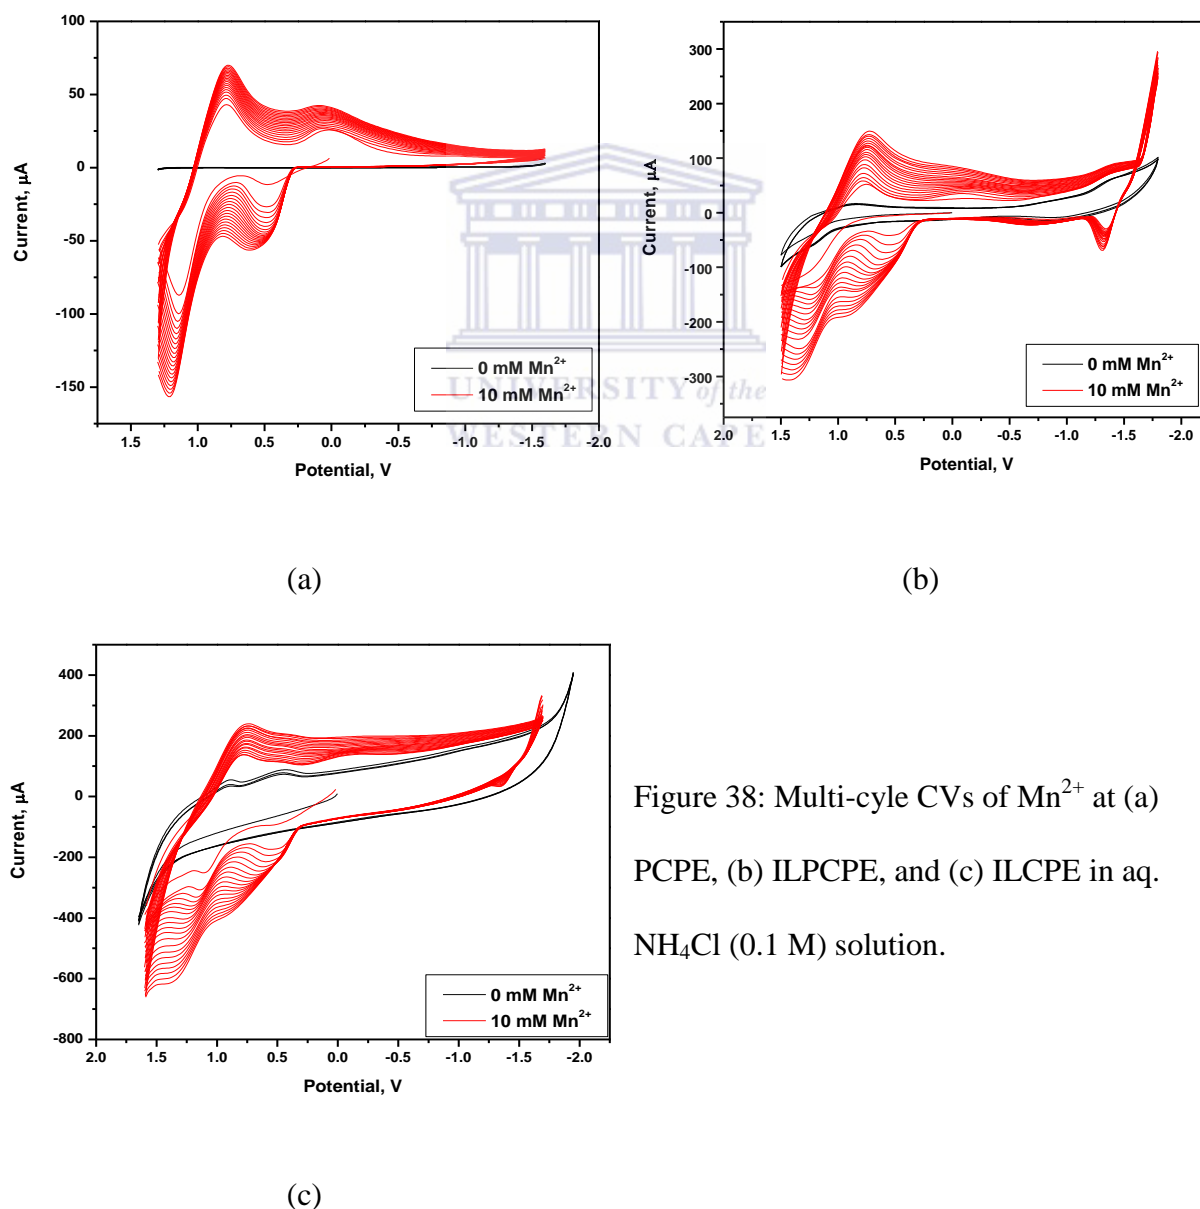 100
50
0
-50
-100
-150
Current, µA
1.5 1.0 0.5 0.0 -0.5 -1.0 -1.5 -2.0
Potential, V
0 mM Mn2+
10 mM Mn2+
(a)
300
200
100
0
-100
-200
-300
Current, µA
2.0 1.5 1.0 0.5 0.0 -0.5 -1.0 -1.5 -2.0
Potential, V
0 mM Mn2+
10 mM Mn2+
(b)
UNIVERSITY of the
WESTERN CAPE
400
200
0
-200
-400
-600
-800
Current, µA
2.0 1.5 1.0 0.5 0.0 -0.5 -1.0 -1.5 -2.0
Potential, V
0 mM Mn2+
10 mM Mn2+
(c)
Figure 38: Multi-cyle CVs of Mn2+ at (a)
PCPE, (b) ILPCPE, and (c) ILCPE in aq.
NH4Cl (0.1 M) solution.